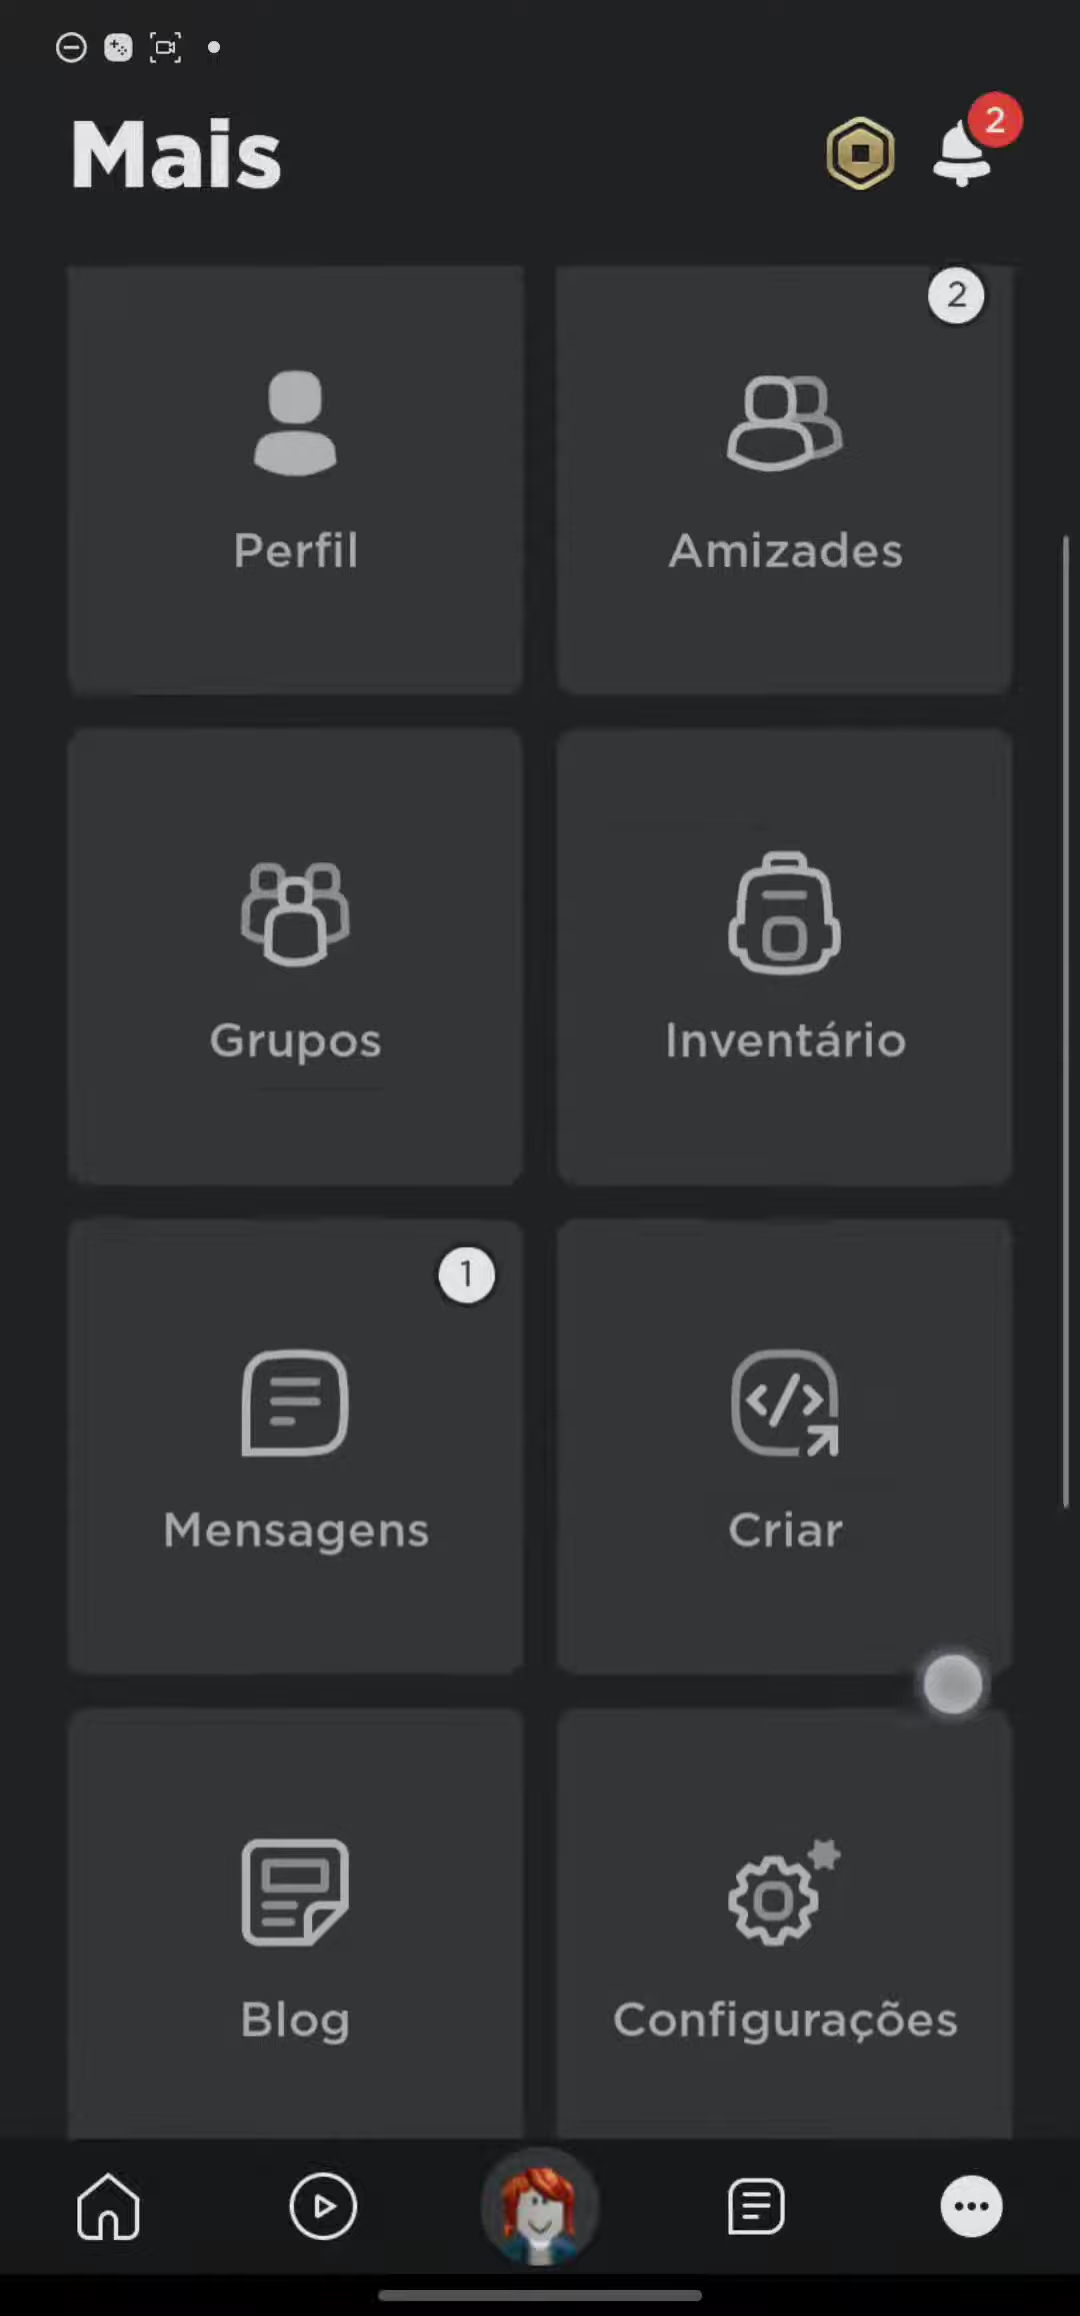 Mais
2
2
Perfil
Amizades
Grupos
Inventário
1
Mensagens
Criar
Blog
Configurações